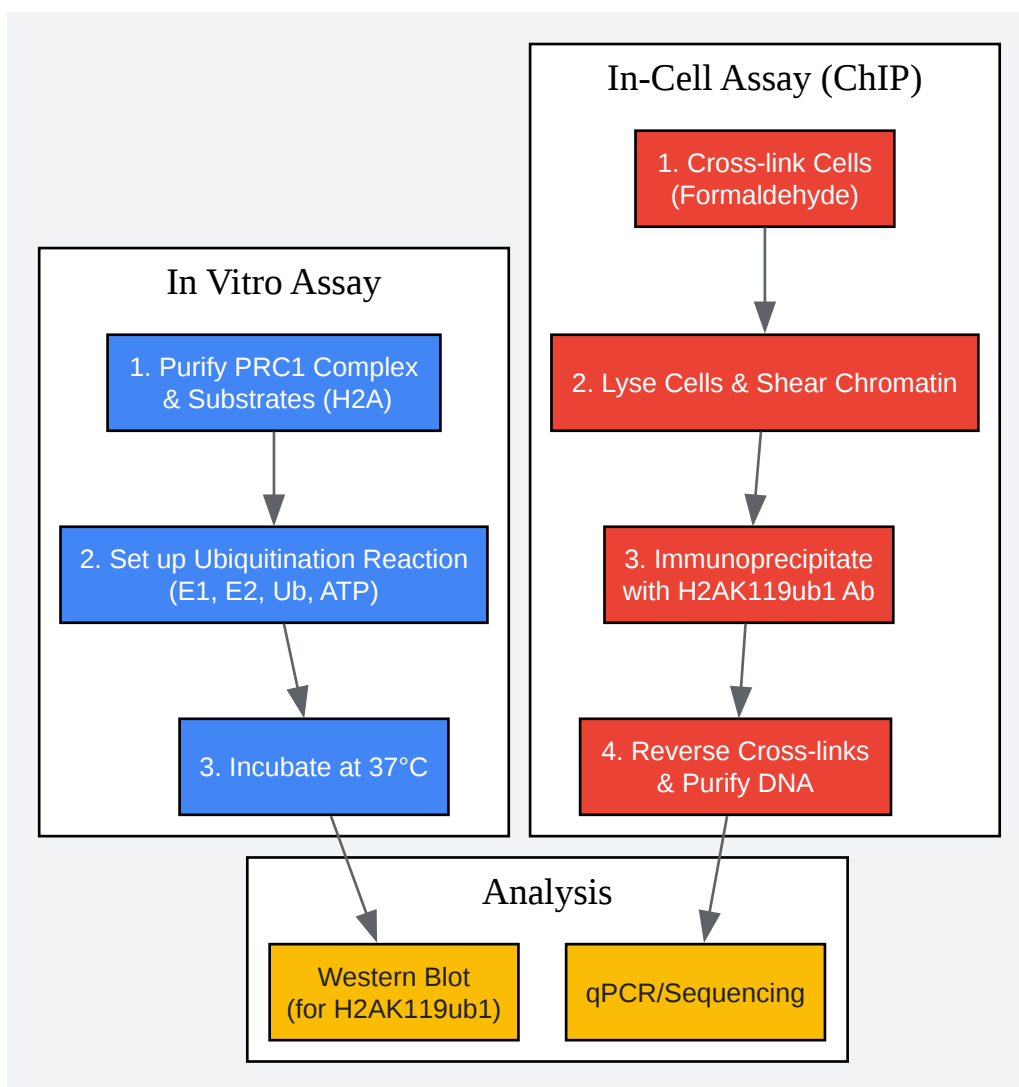 In Vitro Assay
1. Purify PRC1 Complex
& Substrates (H2A)
2. Set up Ubiquitination Reaction
(E1, E2, Ub, ATP)
3. Incubate at 37°C
In-Cell Assay (ChIP)
1. Cross-link Cells
(Formaldehyde)
2. Lyse Cells & Shear Chromatin
3. Immunoprecipitate
with H2AK119ub1 Ab
4. Reverse Cross-links
& Purify DNA
Analysis
Western Blot
(for H2AK119ub1)
qPCR/Sequencing